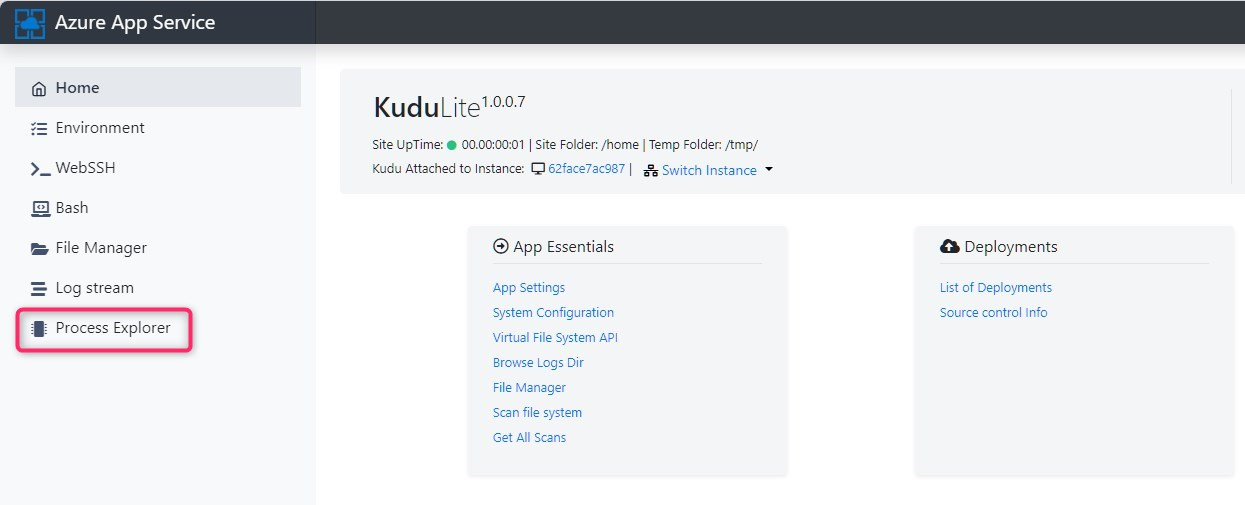 Azure App Service
Home
Environment
WebSSH
Bash
File Manager
Log stream
Process Explorer
KuduLite1.0.0.7
Site UpTime: 00.00:00:01 | Site Folder: /home | Temp Folder: /tmp/
Kudu Attached to Instance: 62face7ac987 | Switch Instance
App Essentials
App Settings
System Configuration
Virtual File System API
Browse Logs Dir
File Manager
Scan file system
Get All Scans
Deployments
List of Deployments
Source control Info